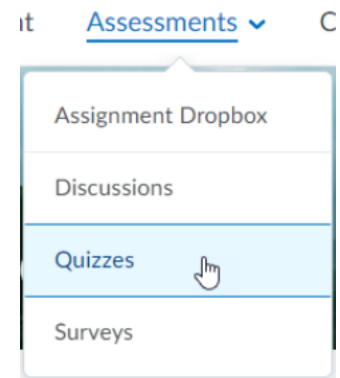 Assessments
Assignment Dropbox
Discussions
Quizzes
Surveys